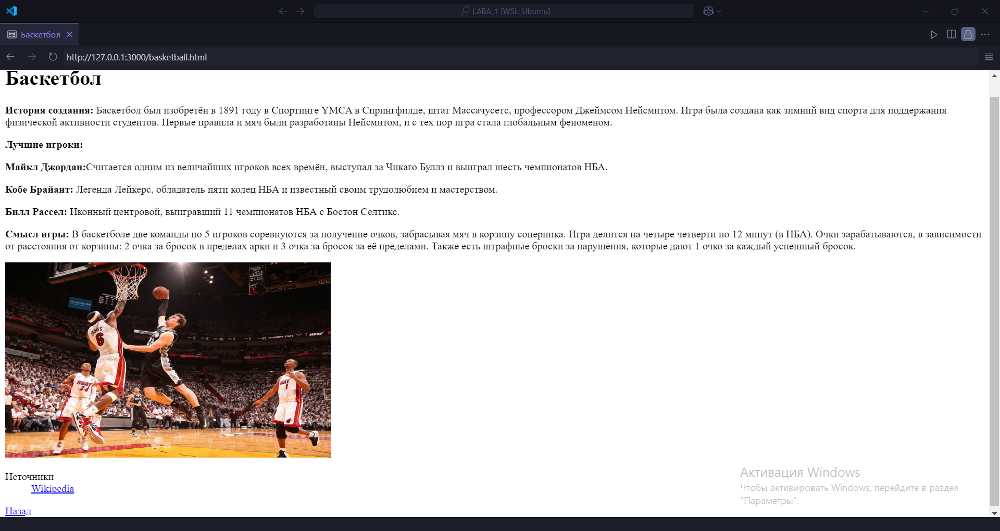 LABA_1 [WSL: Ubuntu]
Баскетбол
http://127.0.0.1:3000/basketball.html
Баскетбол
История создания: Баскетбол был изобретён в 1891 году в Спортинге YMCA в Спрингфилде, штат Массачусетс, профессором Джеймсом Нейсмитом. Игра была создана как зимний вид спорта для поддержания
физической активности студентов. Первые правила и мяч были разработаны Нейсмитом, и с тех пор игра стала глобальным феноменом.
Лучшие игроки:
Майкл Джордан:Считается одним из величайших игроков всех времён, выступал за Чикаго Буллз и выиграл шесть чемпионатов НБА.
Кобе Брайант: Легенда Лейкерс, обладатель пяти колец НБА и известный своим трудолюбием и мастерством.
Билл Рассел: Иконный центровой, выигравший 11 чемпионатов НБА с Бостон Селтикс.
Смысл игры: В баскетболе две команды по 5 игроков соревнуются за получение очков, забрасывая мяч в корзину соперника. Игра делится на четыре четверти по 12 минут (в НБА). Очки зарабатываются, в зависимости
от расстояния от корзины: 2 очка за бросок в пределах арки и 3 очка за бросок за её пределами. Также есть штрафные броски за нарушения, которые дают 1 очко за каждый успешный бросок.
JAMES
6
HEAT
OFFENSIVE STATS
HEAT
34
HEAT
1
Источники
Wikipedia
Назад
Активация Windows
Чтобы активировать Windows, перейдите в раздел
"Параметры".